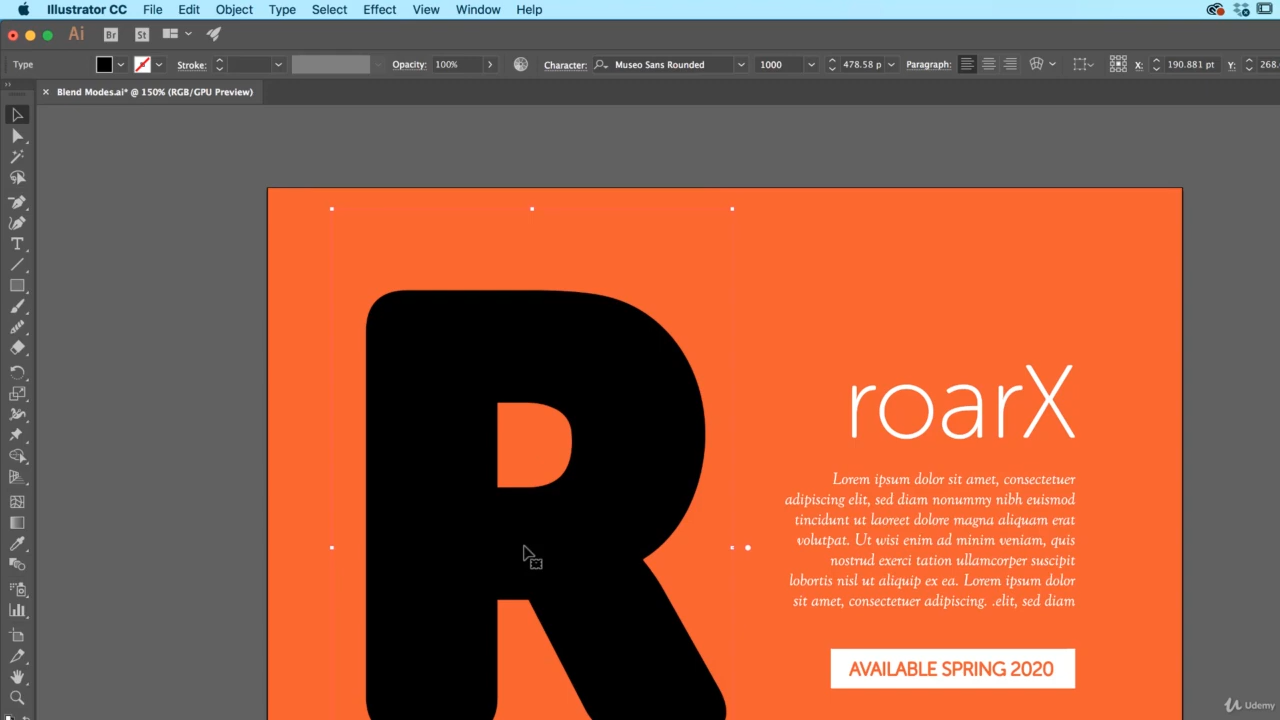 Illustrator CC File Edit Object Type Select Effect View Window Help
Ai Br St
Type Stroke: Opacity: 100% Character: Museo Sans Rounded 1000 478.58 p Paragraph: X: 190.881 pt Y: 268.
× Blend Modes.ai* @ 150% (RGB/GPU Preview)
R
roarX
Lorem ipsum dolor sit amet, consectetuer
adipiscing elit, sed diam nonummy nibh euismod
tincidunt ut laoreet dolore magna aliquam erat
volutpat. Ut wisi enim ad minim veniam, quis
nostrud exerci tation ullamcorper suscipit
lobortis nisl ut aliquip ex ea. Lorem ipsum dolor
sit amet, consectetuer adipiscing. .elit, sed diam
AVAILABLE SPRING 2020
Udemy